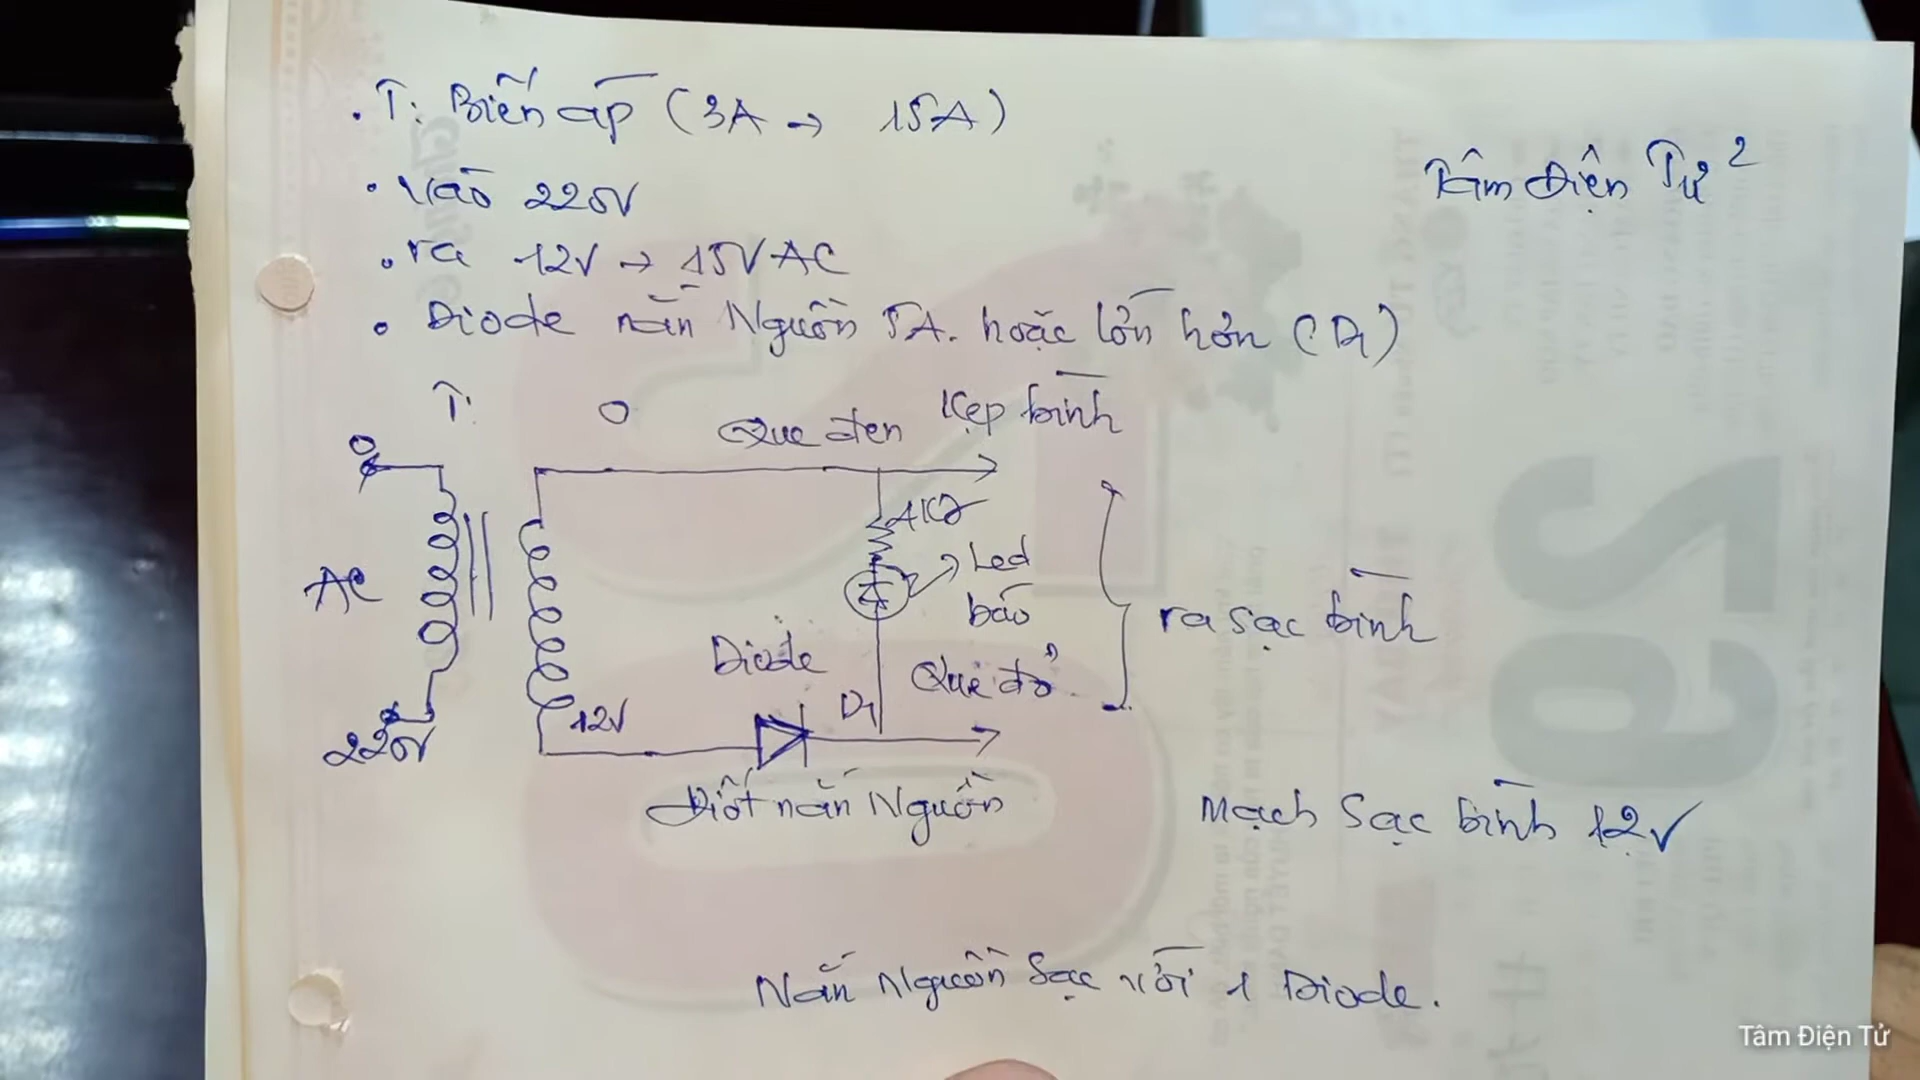 . T: Biến áp (3A → 15A)
Tâm Điện Tử 2
. Vào 220V
. ra 12V → 15V AC
. Diode nắn Nguồn 5A. hoặc lớn hơn (D1)
T:
O
Que đen
Kẹp bình
O
1KΩ
Led
báo
AC
ra sạc bình
Diode
Que đỏ
D1
12V
220V
Điốt nắn Nguồn
Mạch Sạc bình 12V
Nắn Nguồn Sạc với 1 Diode.
Tâm Điện Tử